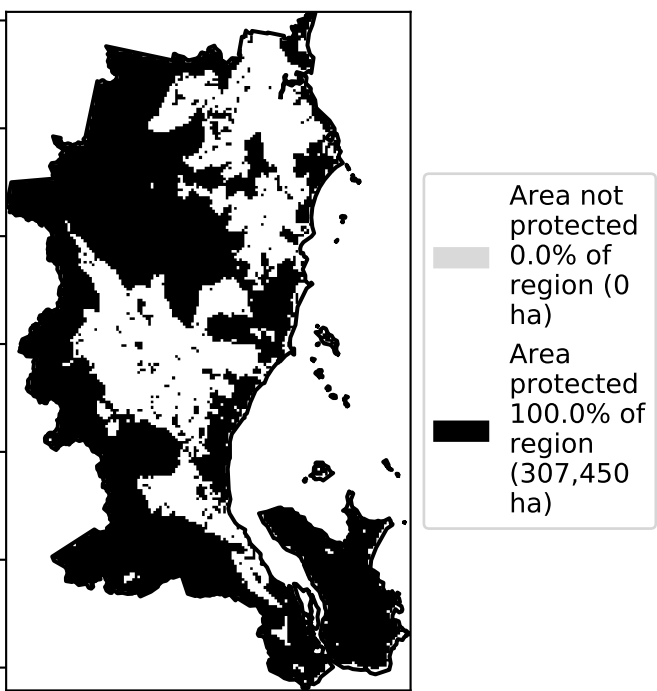 Area not
protected
0.0% of
region (0
ha)
Area
protected
100.0% of
region
(307,450
ha)